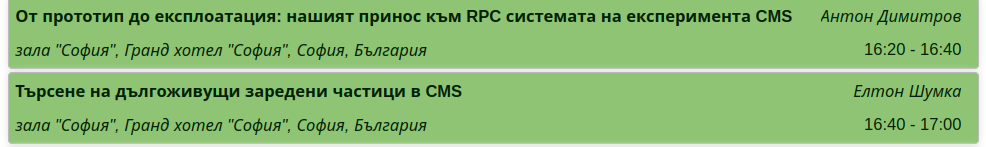 От прототип до експлоатация: нашият принос към RPC системата на експеримента CMS Антон Димитров
зала "София", Гранд хотел "София", София, България 16:20 - 16:40
Търсене на дългоживущи заредени частици в CMS Елтон Шумка
зала "София", Гранд хотел "София", София, България 16:40 - 17:00